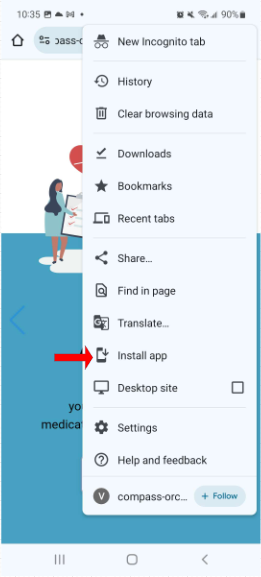 10:35
90%
pass-c
New Incognito tab
History
Clear browsing data
Downloads
Bookmarks
Recent tabs
Share...
Find in page
Translate...
Install app
Desktop site
yo
medicat
Settings
Help and feedback
V compass-orc... + Follow